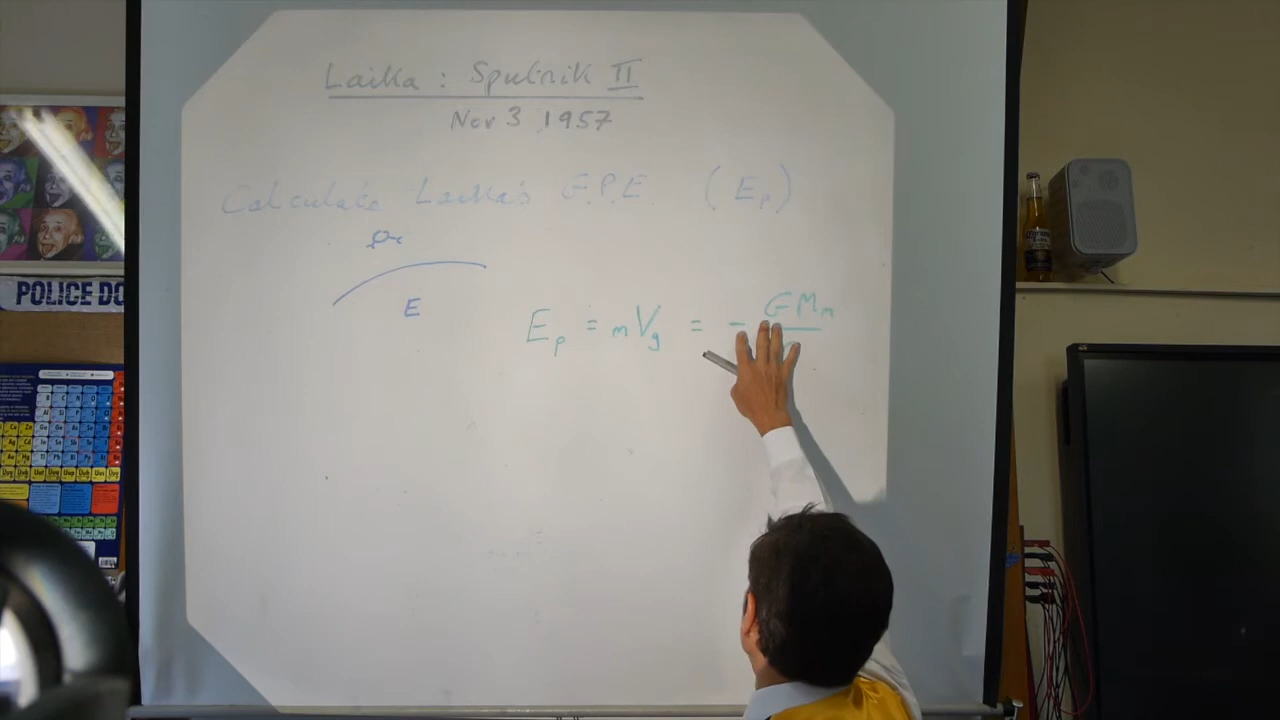 Laika : Sputnik II
Nov 3 1957
Calculate Laika's G.P.E. (Ep)
E
Ep = mVg = - GMm
POLICE DO